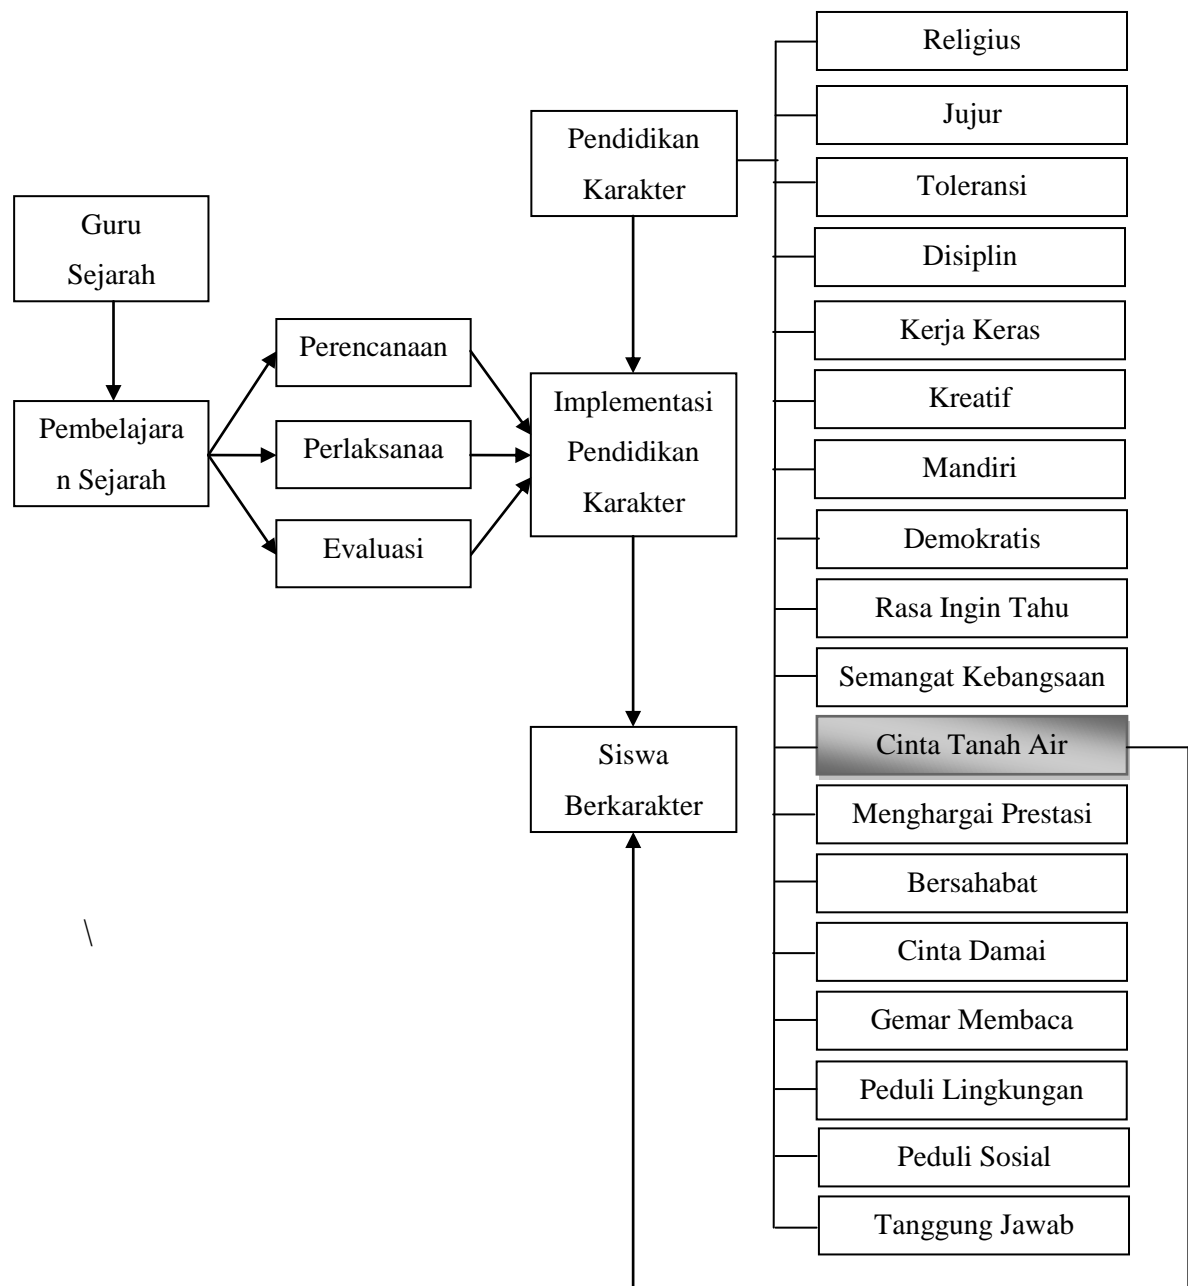 Guru
Sejarah
Pembelajara
n Sejarah
Perencanaan
Perlaksanaa
Evaluasi
Pendidikan
Karakter
Implementasi
Pendidikan
Karakter
Siswa
Berkarakter
Religius
Jujur
Toleransi
Disiplin
Kerja Keras
Kreatif
Mandiri
Demokratis
Rasa Ingin Tahu
Semangat Kebangsaan
Cinta Tanah Air
Menghargai Prestasi
Bersahabat
Cinta Damai
Gemar Membaca
Peduli Lingkungan
Peduli Sosial
Tanggung Jawab
\